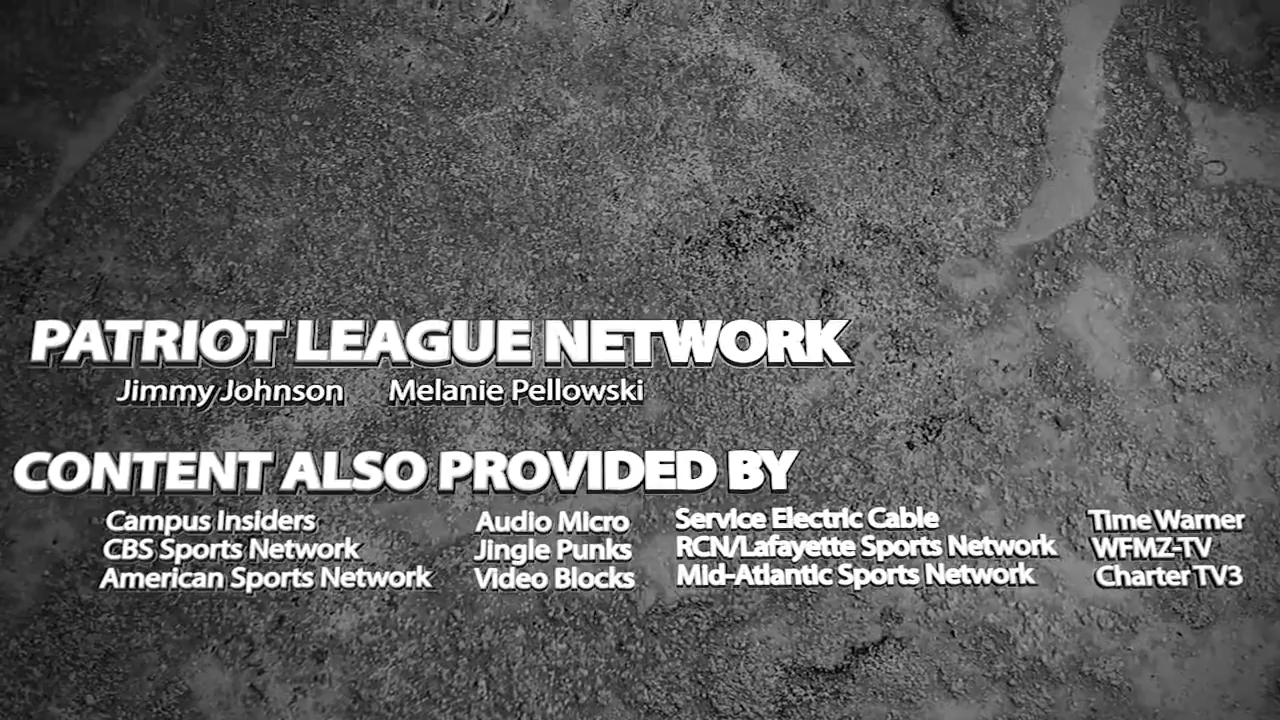 PATRIOT LEAGUE NETWORK
Jimmy Johnson Melanie Pellowski
CONTENT ALSO PROVIDED BY
Campus Insiders
CBS Sports Network
American Sports Network
Audio Micro
Jingle Punks
Video Blocks
Service Electric Cable
RCN/Lafayette Sports Network
Mid-Atlantic Sports Network
Time Warner
WFMZ-TV
Charter TV3